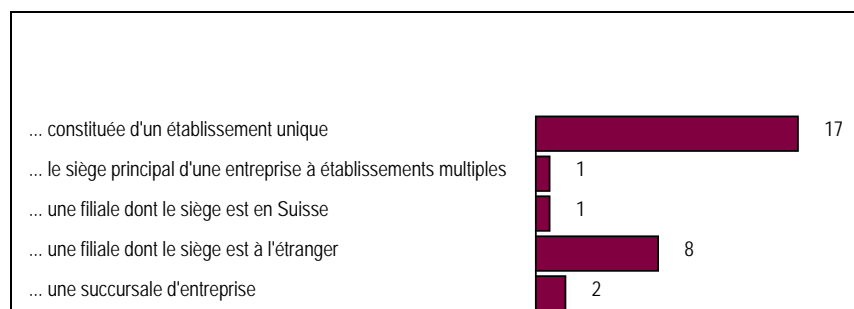 ... constituée d'un établissement unique 17
... le siège principal d'une entreprise à établissements multiples 1
... une filiale dont le siège est en Suisse 1
... une filiale dont le siège est à l'étranger 8
... une succursale d'entreprise 2